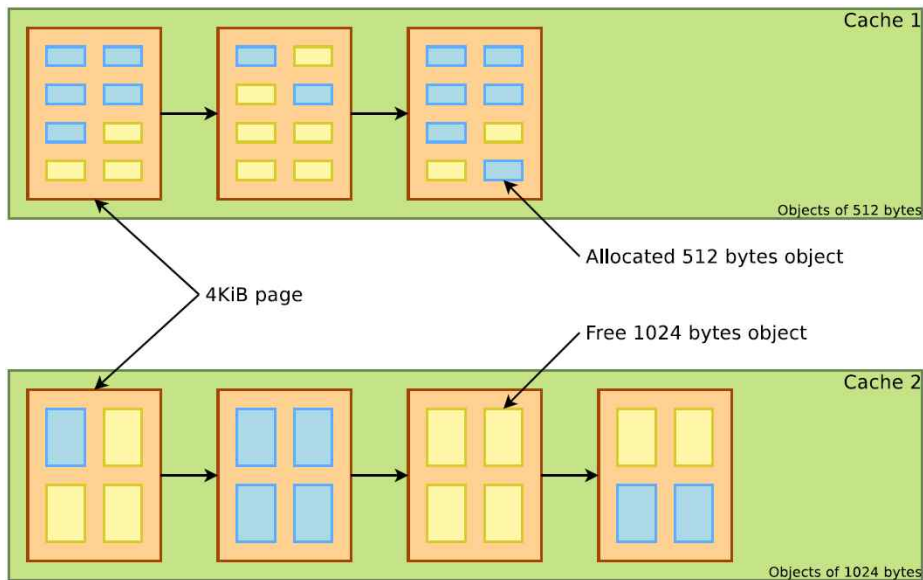 Cache 1
Objects of 512 bytes
Allocated 512 bytes object
4KiB page
Free 1024 bytes object
Cache 2
Objects of 1024 bytes